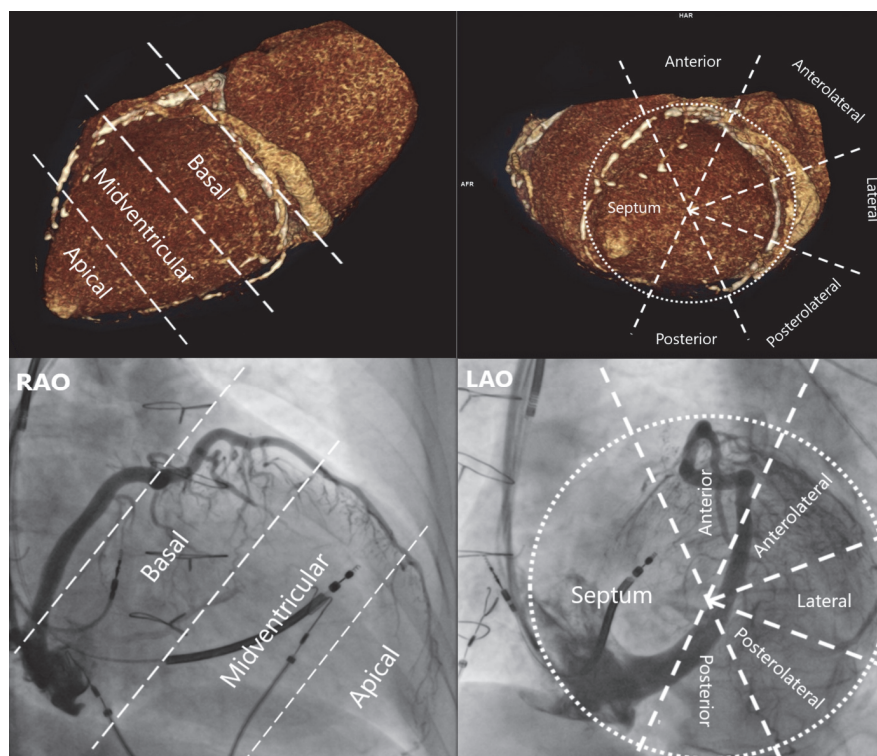 Basal
Midventricular
Apical
HAR
AFR
Anterior
Anterolateral
Lateral
Septum
Posterolateral
Posterior
RAO
Basal
Midventricular
Apical
LAO
Anterior
Anterolateral
Septum
Lateral
Posterolateral
Posterior